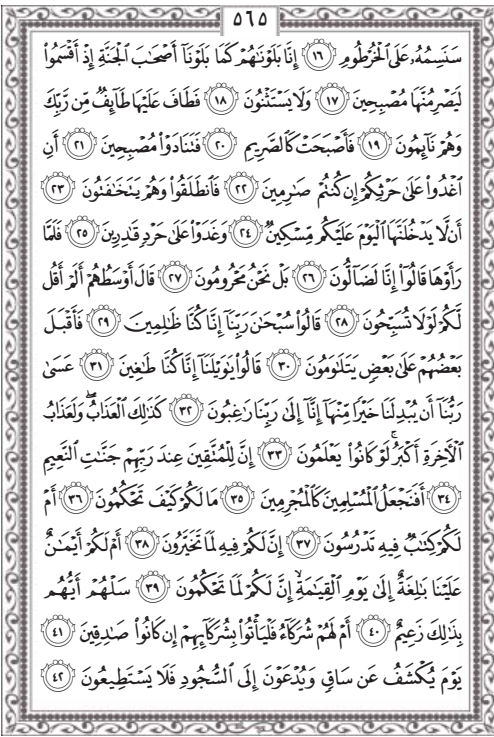 ٥٦٥
سَنَسِمُهُۥ عَلَى ٱلْخُرْطُومِ ١٦ إِنَّا بَلَوْنَٰهُمْ كَمَا بَلَوْنَآ أَصْحَٰبَ ٱلْجَنَّةِ إِذْ أَقْسَمُوا۟
لَيَصْرِمُنَّهَا مُصْبِحِينَ ١٧ وَلَا يَسْتَثْنُونَ ١٨ فَطَافَ عَلَيْهَا طَآئِفٌ مِّن رَّبِّكَ
وَهُمْ نَآئِمُونَ ١٩ فَأَصْبَحَتْ كَٱلصَّرِيمِ ٢٠ فَتَنَادَوْا۟ مُصْبِحِينَ ٢١ أَنِ
ٱغْدُوا۟ عَلَىٰ حَرْثِكُمْ إِن كُنتُمْ صَٰرِمِينَ ٢٢ فَٱنطَلَقُوا۟ وَهُمْ يَتَخَٰفَتُونَ ٢٣
أَن لَّا يَدْخُلَنَّهَا ٱلْيَوْمَ عَلَيْكُم مِّسْكِينٌ ٢٤ وَغَدَوْا۟ عَلَىٰ حَرْدٍ قَٰدِرِينَ ٢٥ فَلَمَّا
رَأَوْهَا قَالُوٓا۟ إِنَّا لَضَآلُّونَ ٢٦ بَلْ نَحْنُ مَحْرُومُونَ ٢٧ قَالَ أَوْسَطُهُمْ أَلَمْ أَقُل
لَّكُمْ لَوْلَا تُسَبِّحُونَ ٢٨ قَالُوا۟ سُبْحَٰنَ رَبِّنَآ إِنَّا كُنَّا ظَٰلِمِينَ ٢٩ فَأَقْبَلَ
بَعْضُهُمْ عَلَىٰ بَعْضٍ يَتَلَٰوَمُونَ ٣٠ قَالُوا۟ يَٰوَيْلَنَآ إِنَّا كُنَّا طَٰغِينَ ٣١ عَسَىٰ
رَبُّنَآ أَن يُبْدِلَنَا خَيْرًا مِّنْهَآ إِنَّآ إِلَىٰ رَبِّنَا رَٰغِبُونَ ٣٢ كَذَٰلِكَ ٱلْعَذَابُ ۖ وَلَعَذَابُ
ٱلْءَاخِرَةِ أَكْبَرُ ۚ لَوْ كَانُوا۟ يَعْلَمُونَ ٣٣ إِنَّ لِلْمُتَّقِينَ عِندَ رَبِّهِمْ جَنَّٰتِ ٱلنَّعِيمِ
٣٤ أَفَنَجْعَلُ ٱلْمُسْلِمِينَ كَٱلْمُجْرِمِينَ ٣٥ مَا لَكُمْ كَيْفَ تَحْكُمُونَ ٣٦ أَمْ
لَكُمْ كِتَٰبٌ فِيهِ تَدْرُسُونَ ٣٧ إِنَّ لَكُمْ فِيهِ لَمَا تَخَيَّرُونَ ٣٨ أَمْ لَكُمْ أَيْمَٰنٌ
عَلَيْنَا بَٰلِغَةٌ إِلَىٰ يَوْمِ ٱلْقِيَٰمَةِ ۙ إِنَّ لَكُمْ لَمَا تَحْكُمُونَ ٣٩ سَلْهُمْ أَيُّهُم
بِذَٰلِكَ زَعِيمٌ ٤٠ أَمْ لَهُمْ شُرَكَآءُ فَلْيَأْتُوا۟ بِشُرَكَآئِهِمْ إِن كَانُوا۟ صَٰدِقِينَ ٤١
يَوْمَ يُكْشَفُ عَن سَاقٍ وَيُدْعَوْنَ إِلَى ٱلسُّجُودِ فَلَا يَسْتَطِيعُونَ ٤٢